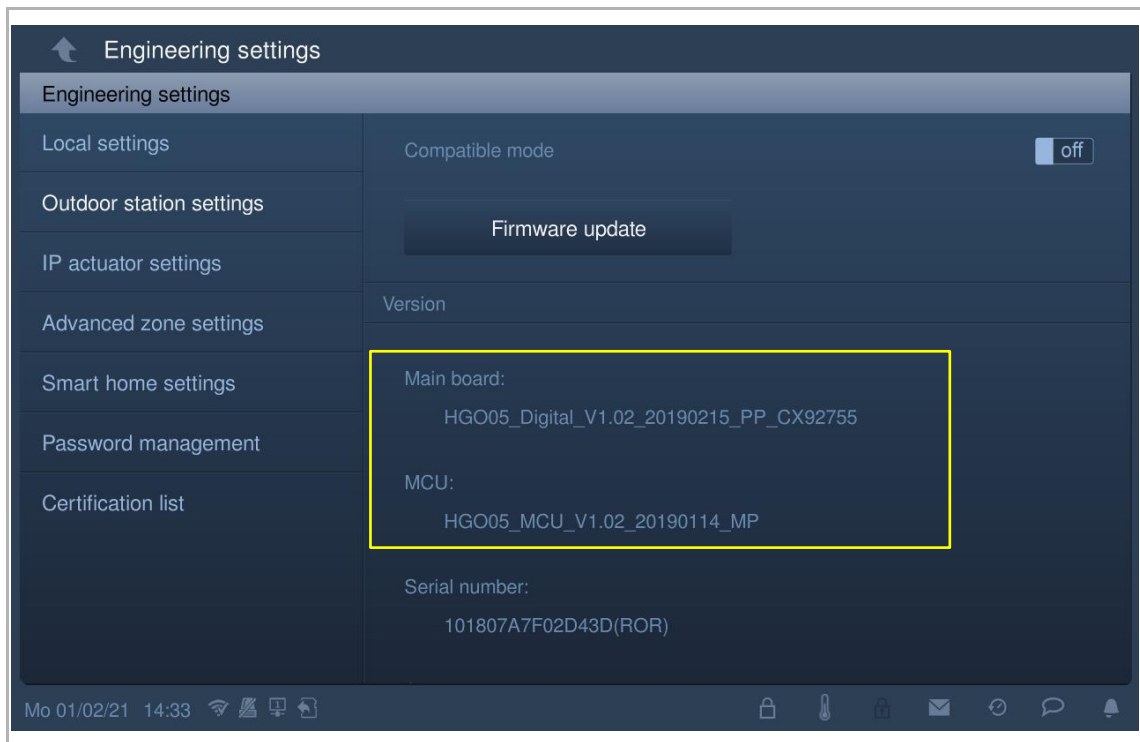 Engineering settings
Engineering settings
Local settings
Outdoor station settings
IP actuator settings
Advanced zone settings
Smart home settings
Password management
Certification list
Compatible mode
off
Firmware update
Version
Main board:
HGO05_Digital_V1.02_20190215_PP_CX92755
MCU:
HGO05_MCU_V1.02_20190114_MP
Serial number:
101807A7F02D43D(ROR)
Mo 01/02/21 14:33